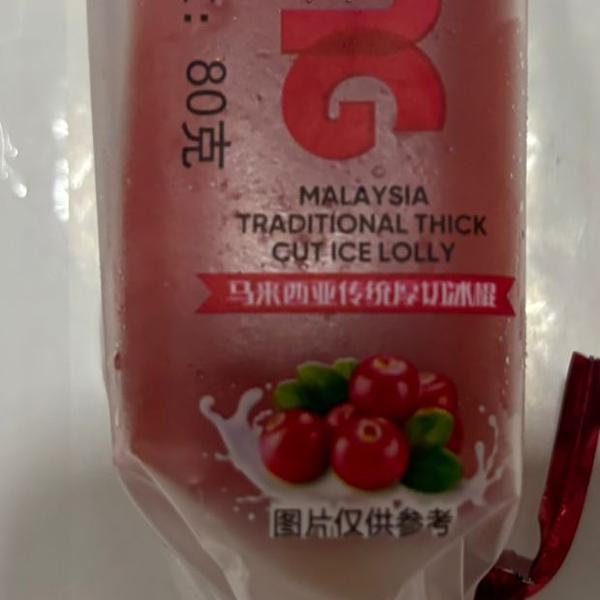 NG
80克
MALAYSIA
TRADITIONAL THICK
CUT ICE LOLLY
马来西亚传统厚切冰棍
图片仅供参考